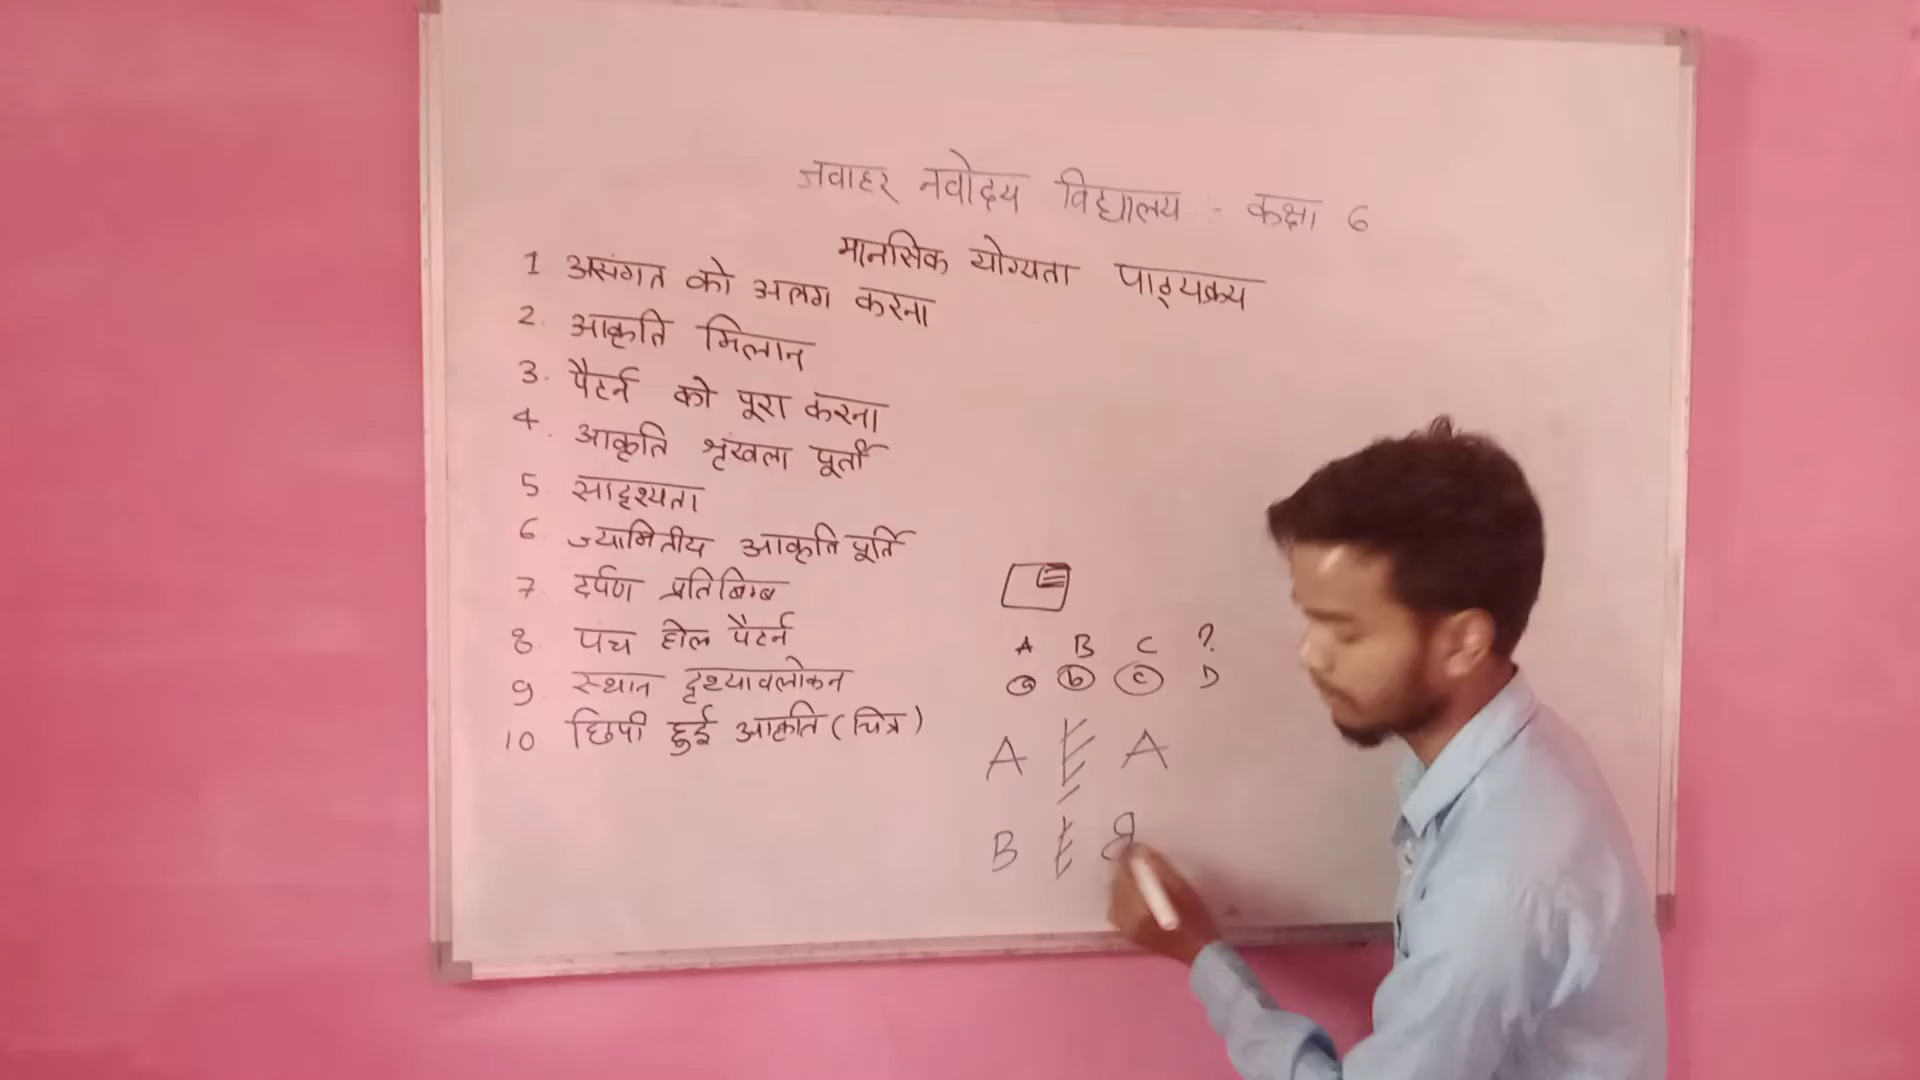 जवाहर नवोदय विद्यालय - कक्षा 6
मानसिक योग्यता पाठ्यक्रय
1 असंगत को अलग करना
2. आकृति मिलान
3. पैटर्न को पूरा करना
4. आकृति श्रृंखला पूर्ती
5. सादृश्यता
6. ज्यामितीय आकृति पूर्ति
7 दर्पण प्रतिबिम्ब
8. पंच होल पैटर्न
9 स्थान दृश्यावलोकन
10 छिपी हुई आकृति (चित्र)
A B C ?
a b c D
A A
B